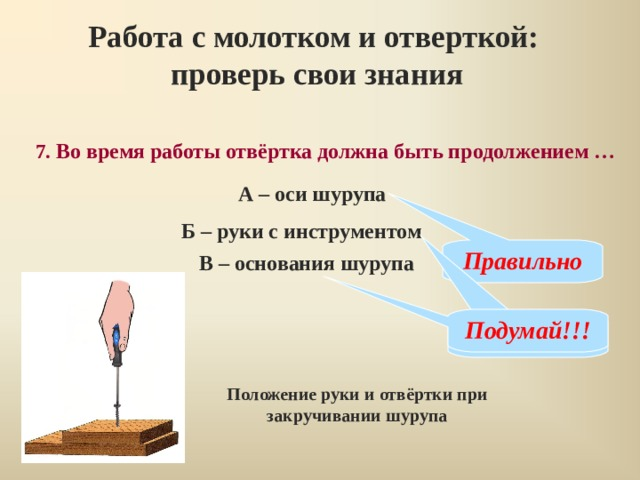 Работа с молотком и отверткой:
проверь свои знания
7. Во время работы отвёртка должна быть продолжением …
А – оси шурупа
Б – руки с инструментом
В – основания шурупа
Правильно
Подумай!!!
Положение руки и отвёртки при
закручивании шурупа